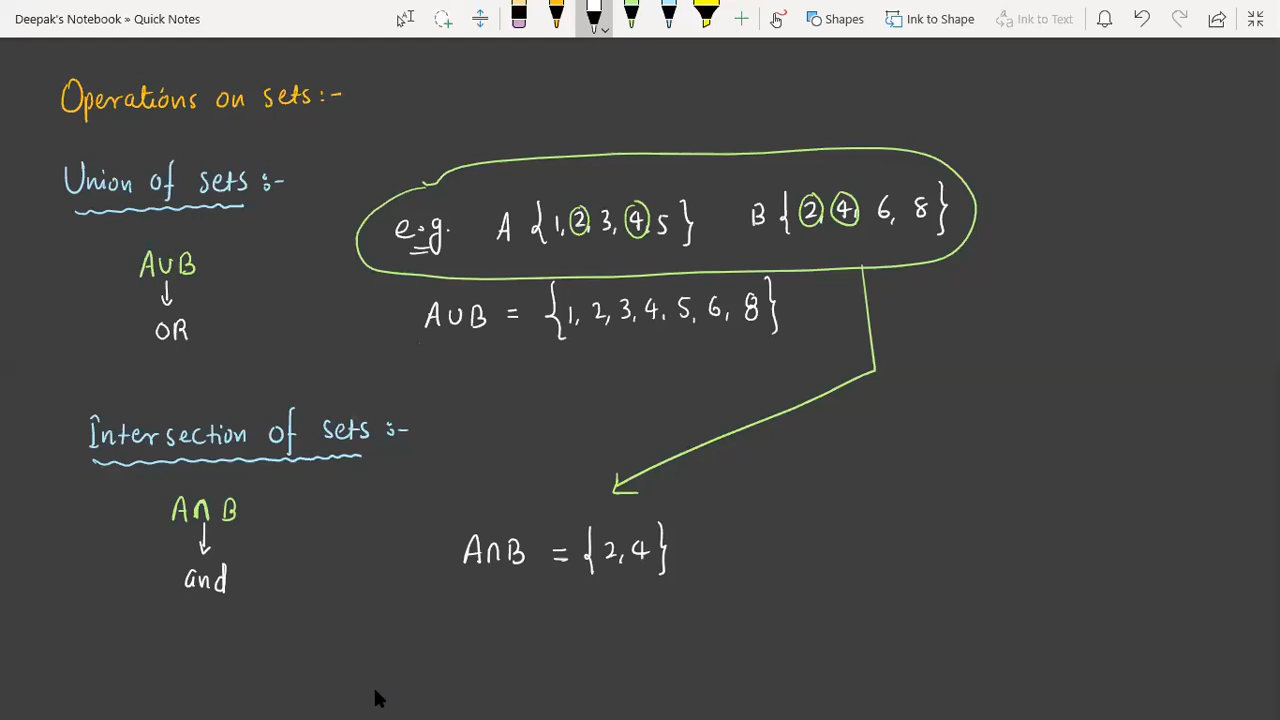 Deepak's Notebook » Quick Notes
Shapes
Ink to Shape
Ink to Text
Operations on sets:-
Union of sets:-
e.g. A {1, 2, 3, 4, 5} B {2, 4, 6, 8}
A∪B
A∪B = {1, 2, 3, 4, 5, 6, 8}
OR
Intersection of sets :-
A∩B
A∩B = {2, 4}
and